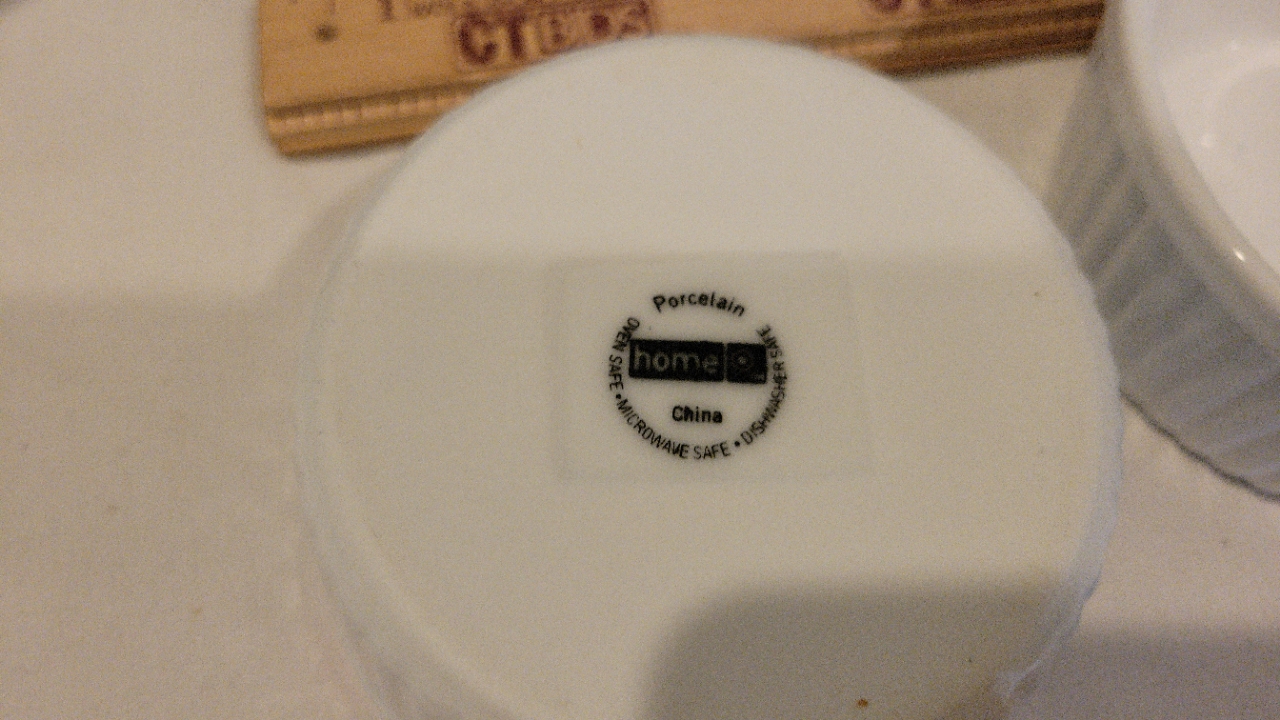 Porcelain
home
China
OVEN SAFE • MICROWAVE SAFE • DISHWASHER SAFE